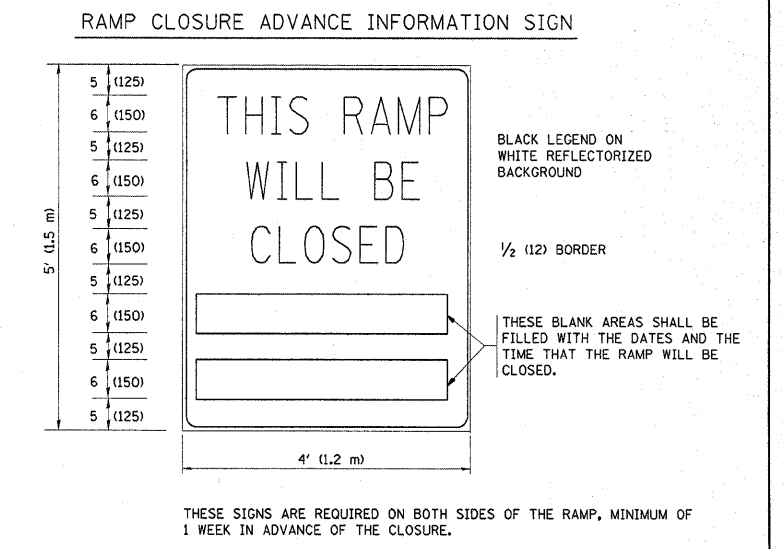 RAMP CLOSURE ADVANCE INFORMATION SIGN
5 (125)
6 (150)
5 (125)
6 (150)
5 (125)
6 (150)
5 (125)
6 (150)
5 (125)
6 (150)
5 (125)
5' (1.5 m)
THIS RAMP
WILL BE
CLOSED
BLACK LEGEND ON
WHITE REFLECTORIZED
BACKGROUND
1/2 (12) BORDER
THESE BLANK AREAS SHALL BE
FILLED WITH THE DATES AND THE
TIME THAT THE RAMP WILL BE
CLOSED.
4' (1.2 m)
THESE SIGNS ARE REQUIRED ON BOTH SIDES OF THE RAMP, MINIMUM OF
1 WEEK IN ADVANCE OF THE CLOSURE.